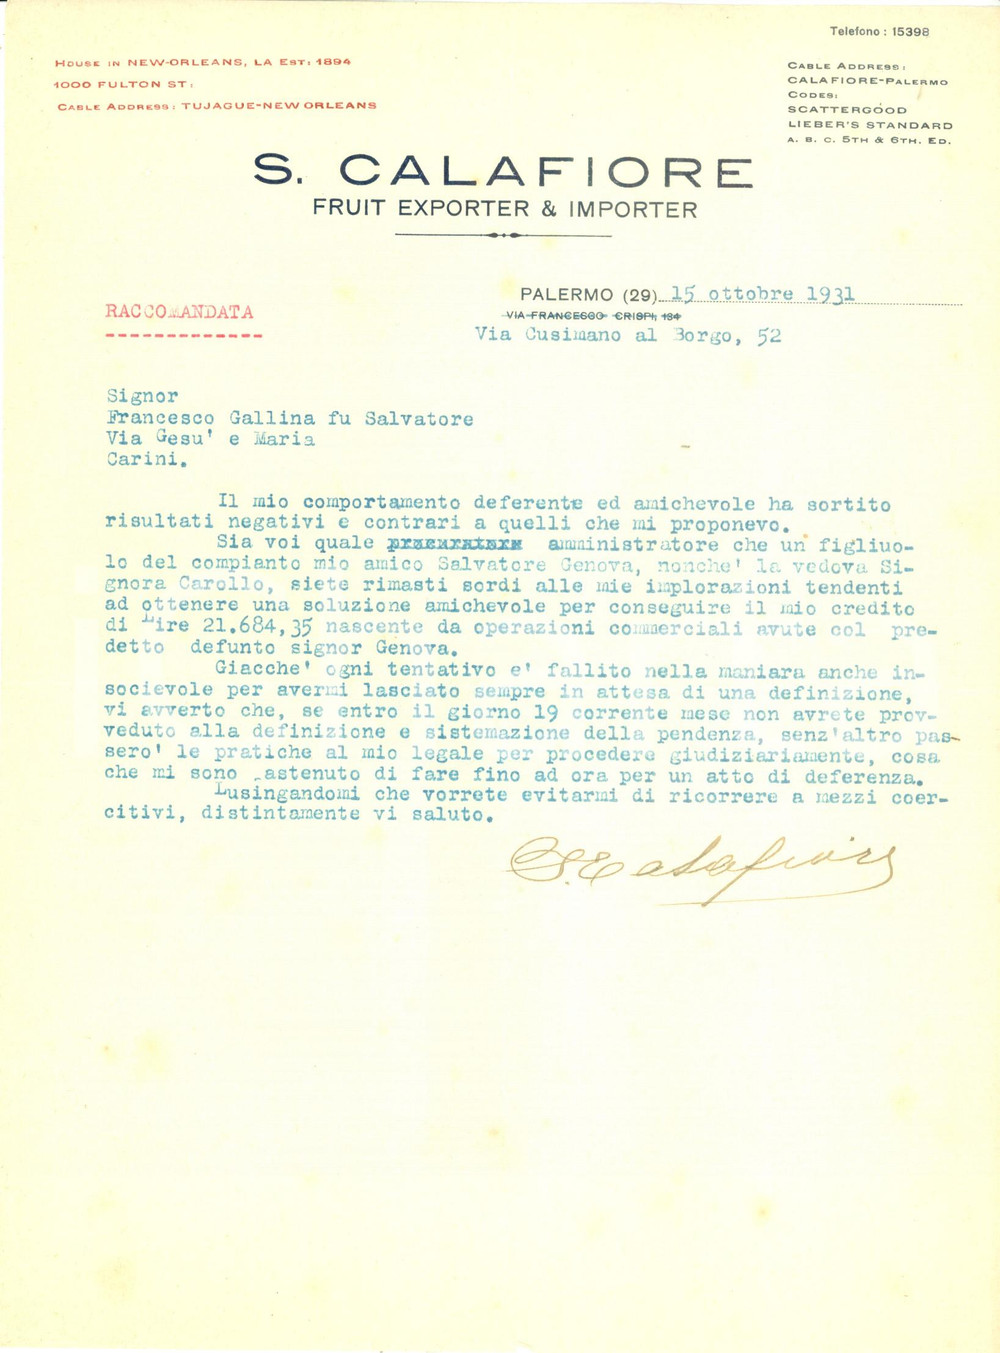 Telefono : 15398
HOUSE IN NEW-ORLEANS, LA EST: 1894
1000 FULTON ST:
CABLE ADDRESS: TUJAGUE-NEW ORLEANS
CABLE ADDRESS:
CALAFIORE-PALERMO
CODES:
SCATTERGOOD
LIEBER'S STANDARD
A. B. C. 5TH & 6TH. ED.
S. CALAFIORE
FRUIT EXPORTER & IMPORTER
RACCOMANDATA
PALERMO (29) 15 ottobre 1931
VIA FRANCESCO CRISPI, 184
Via Cusimano al Borgo, 52
Signor
Francesco Gallina fu Salvatore
Via Gesu' e Maria
Carini.
Il mio comportamento deferente ed amichevole ha sortito
risultati negativi e contrari a quelli che mi proponevo.
Sia voi quale procuratore amministratore che un figliuo-
lo del compianto mio amico Salvatore Genova, nonche' la vedova Si-
gnora Carollo, siete rimasti sordi alle mie implorazioni tendenti
ad ottenere una soluzione amichevole per conseguire il mio credito
di Lire 21.684,35 nascente da operazioni commerciali avute col pre-
detto defunto signor Genova.
Giacche' ogni tentativo e' fallito nella maniara anche in-
socievole per avermi lasciato sempre in attesa di una definizione,
vi avverto che, se entro il giorno 19 corrente mese non avrete prov-
veduto alla definizione e sistemazione della pendenza, senz'altro pas-
sero' le pratiche al mio legale per procedere giudiziariamente, cosa
che mi sono astenuto di fare fino ad ora per un atto di deferenza.
Lusingandomi che vorrete evitarmi di ricorrere a mezzi coer-
citivi, distintamente vi saluto.
S. Calafiore